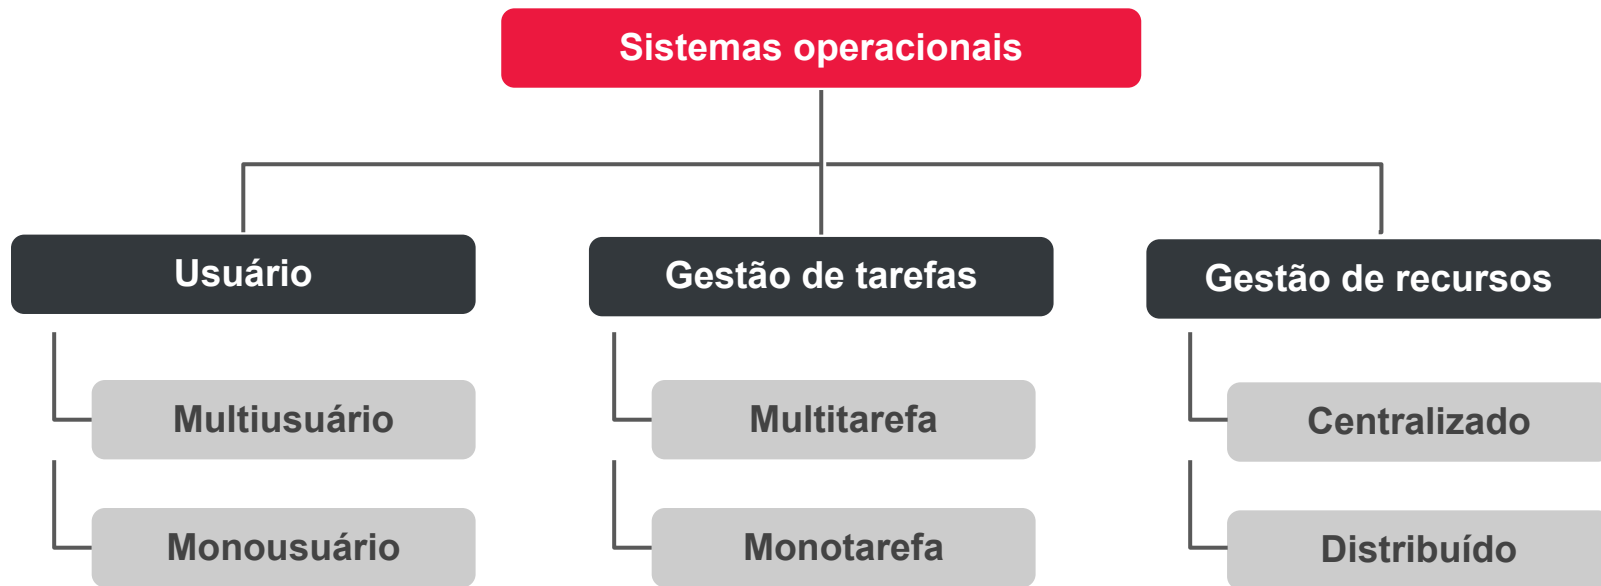 Sistemas operacionais
Usuário
Gestão de tarefas
Gestão de recursos
Multiusuário
Multitarefa
Centralizado
Monousuário
Monotarefa
Distribuído